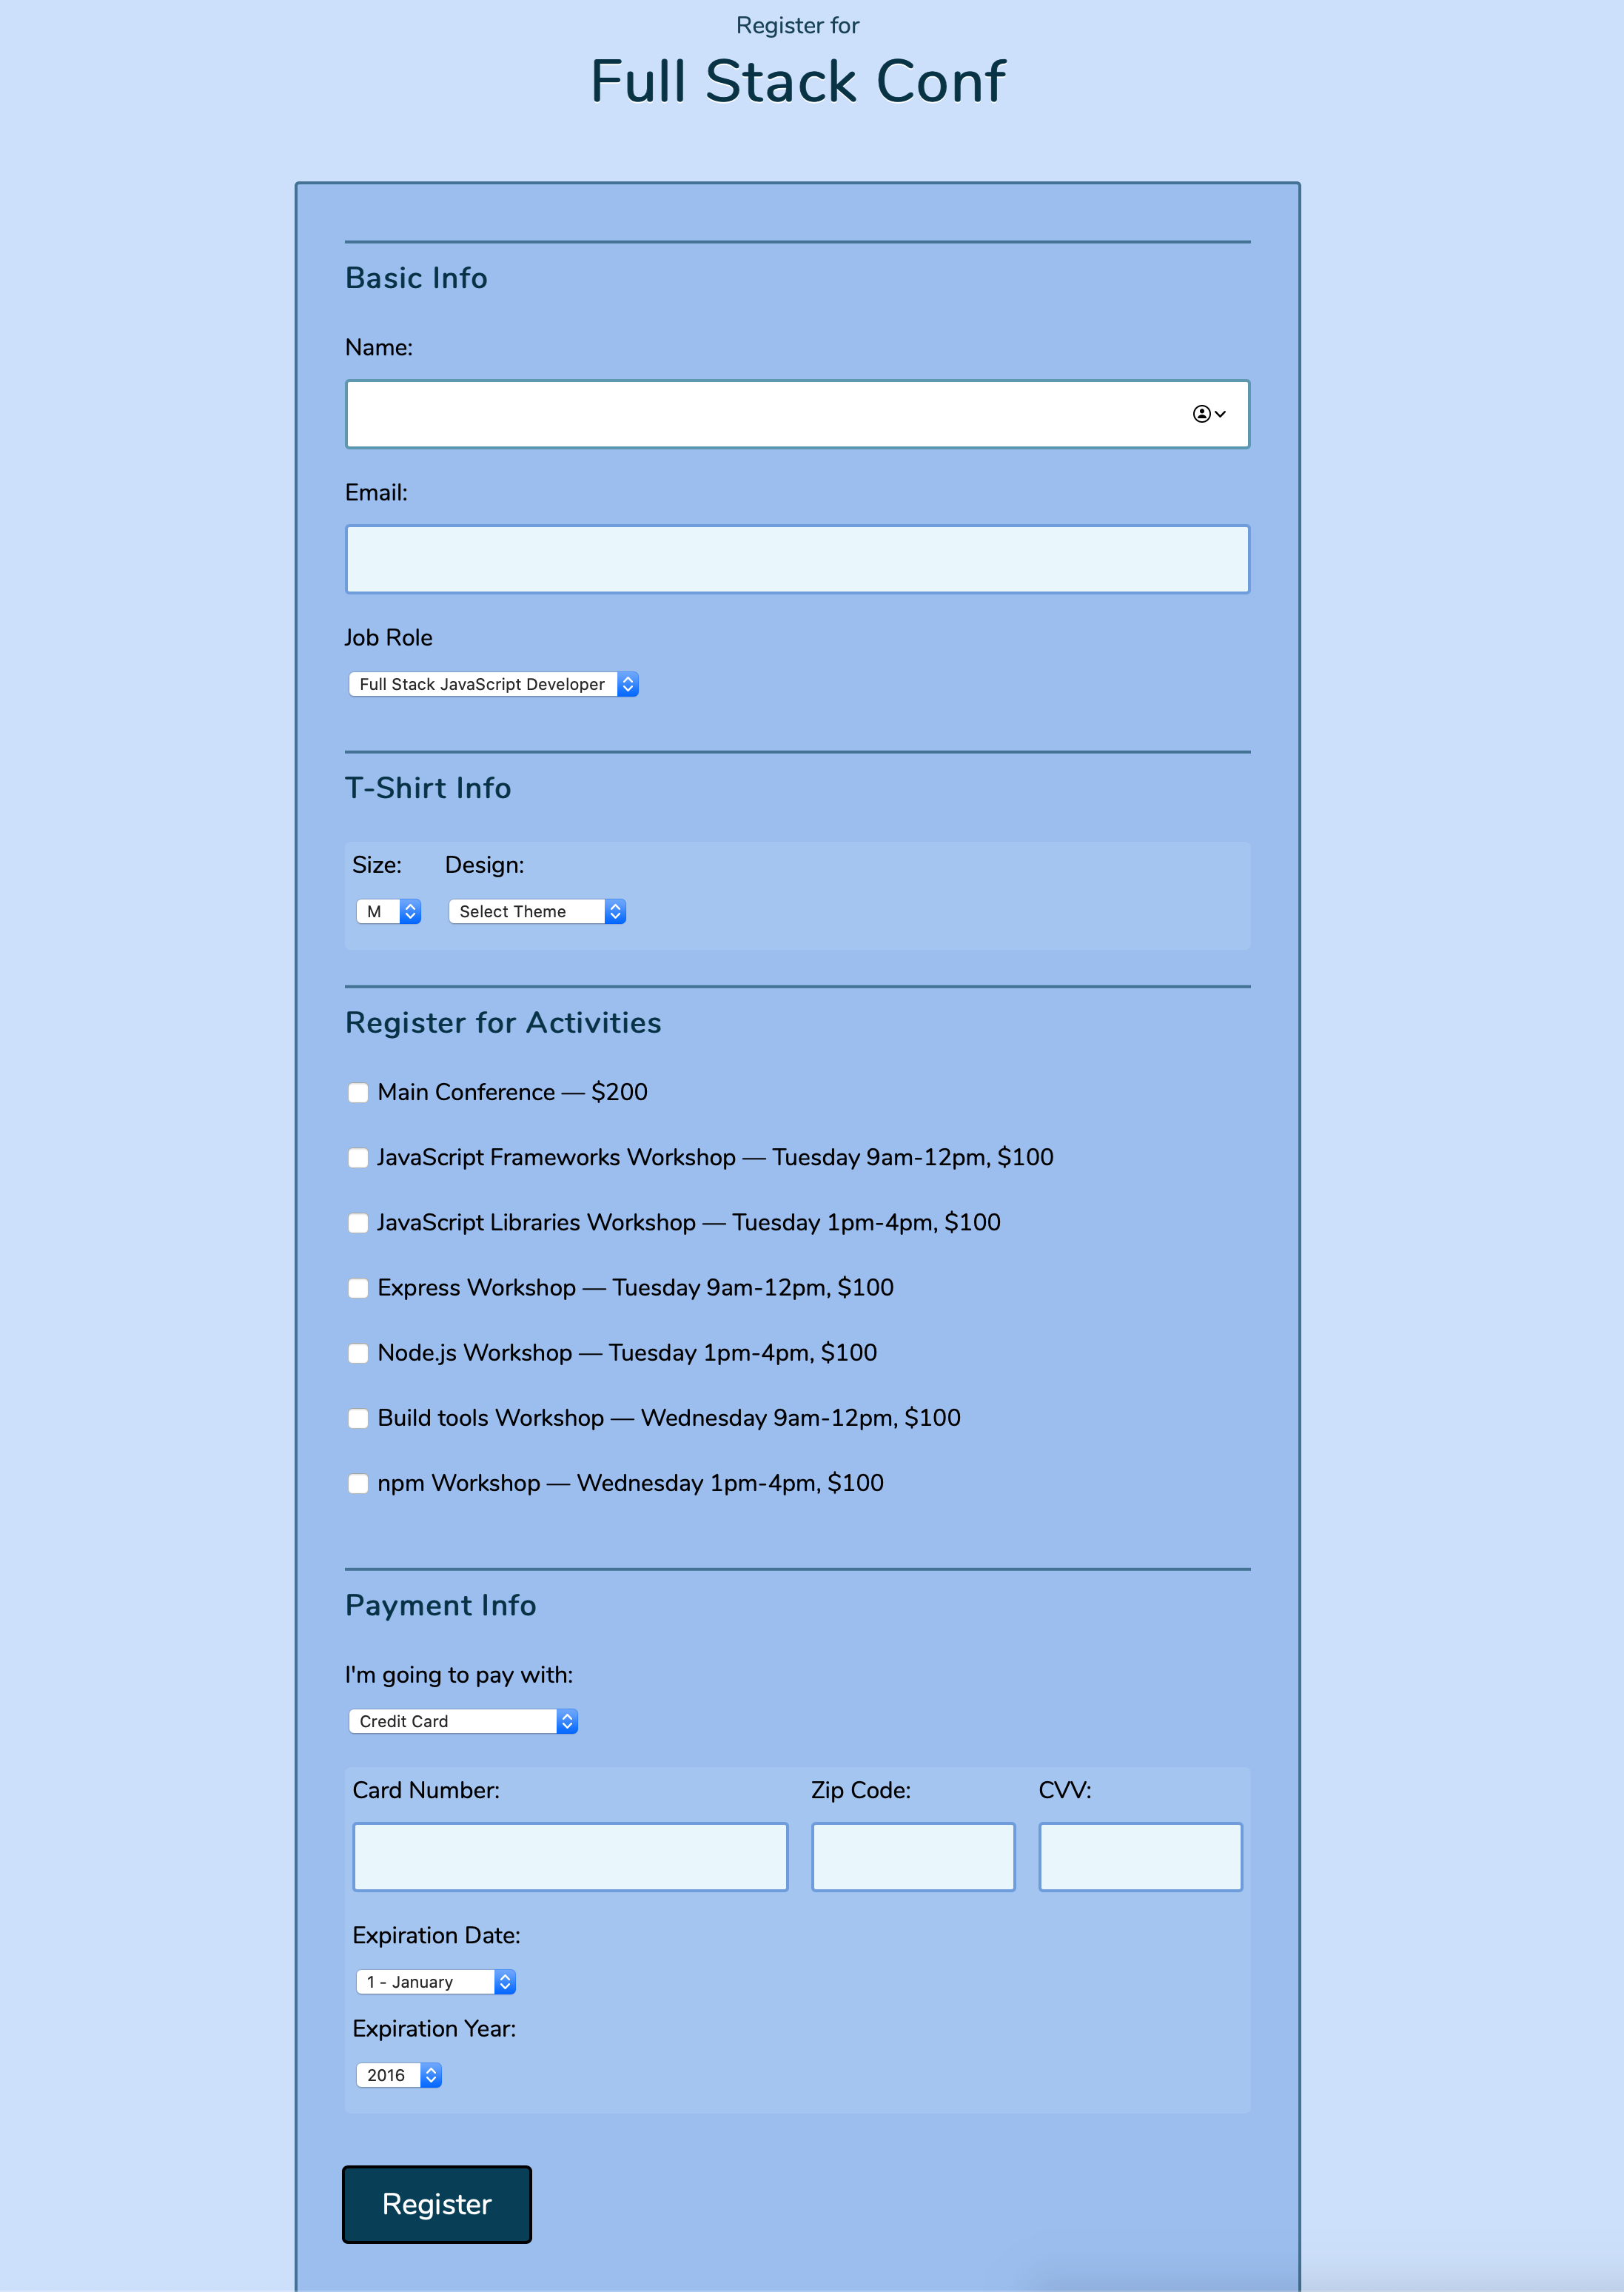 Register for
Full Stack Conf
Basic Info
Name:
Email:
Job Role
Full Stack JavaScript Developer
T-Shirt Info
Size: Design:
M Select Theme
Register for Activities
Main Conference — $200
JavaScript Frameworks Workshop — Tuesday 9am-12pm, $100
JavaScript Libraries Workshop — Tuesday 1pm-4pm, $100
Express Workshop — Tuesday 9am-12pm, $100
Node.js Workshop — Tuesday 1pm-4pm, $100
Build tools Workshop — Wednesday 9am-12pm, $100
npm Workshop — Wednesday 1pm-4pm, $100
Payment Info
I'm going to pay with:
Credit Card
Card Number: Zip Code: CVV:
Expiration Date:
1 - January
Expiration Year:
2016
Register